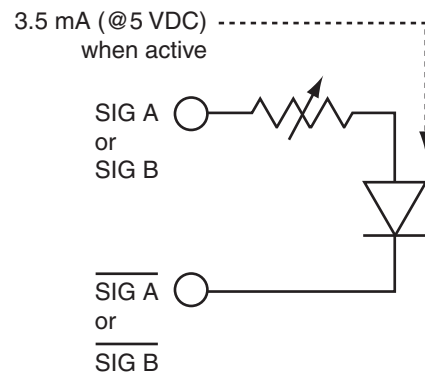 3.5 mA (@5 VDC)
when active
SIG A
or
SIG B
SIG A
or
SIG B